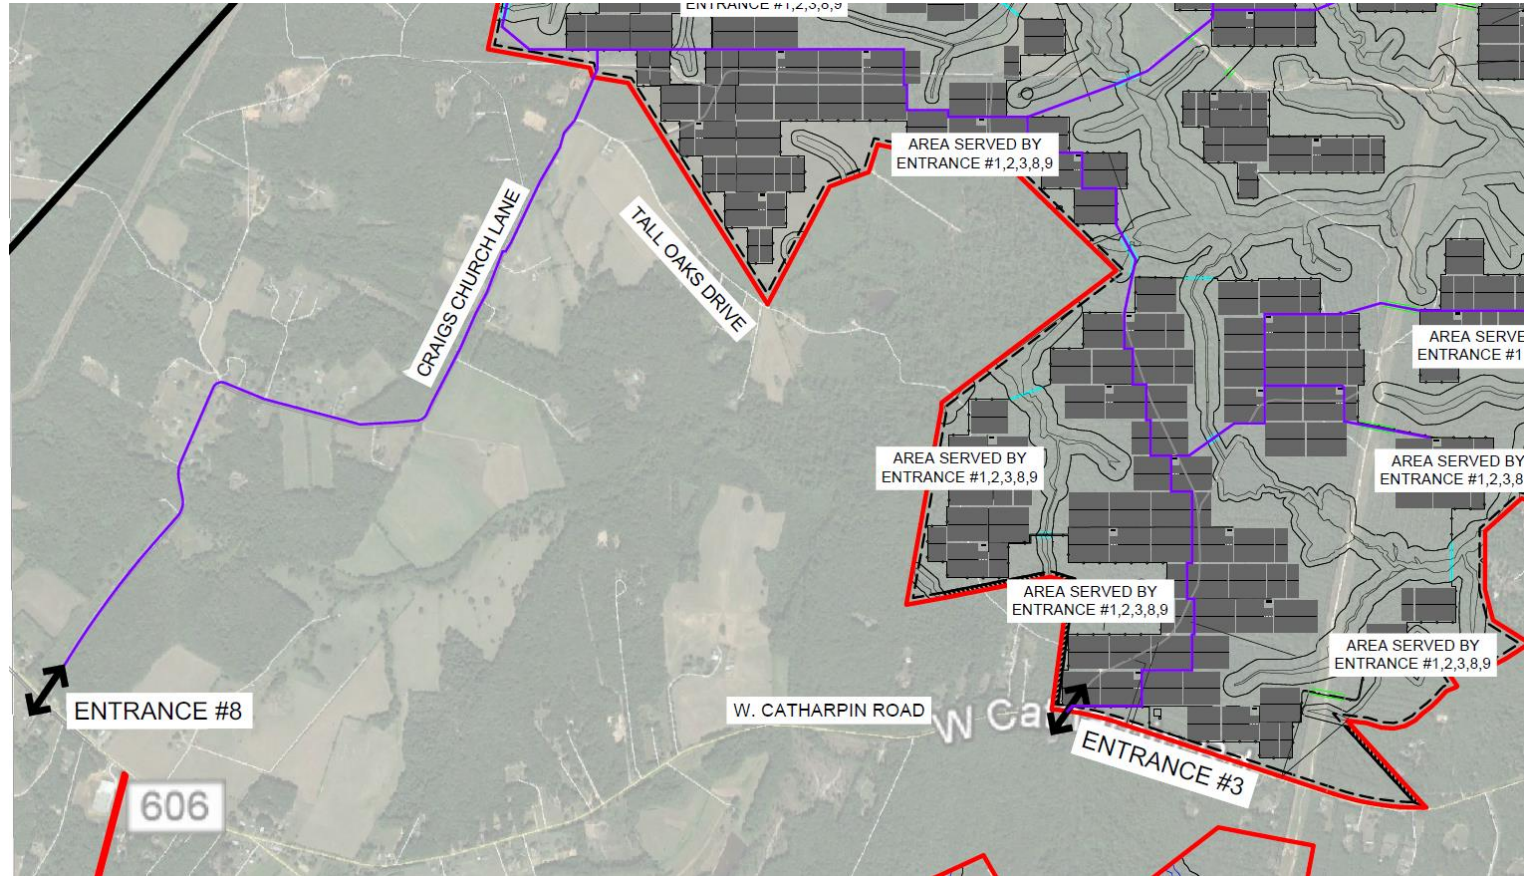 ENTRANCE #1,2,3,8,9
AREA SERVED BY
ENTRANCE #1,2,3,8,9
CRAIGS CHURCH LANE
TALL OAKS DRIVE
AREA SERVE
ENTRANCE #1
AREA SERVED BY
ENTRANCE #1,2,3,8,9
AREA SERVED BY
ENTRANCE #1,2,3,8
AREA SERVED BY
ENTRANCE #1,2,3,8,9
AREA SERVED BY
ENTRANCE #1,2,3,8,9
ENTRANCE #8
W. CATHARPIN ROAD
W Ca
ENTRANCE #3
606